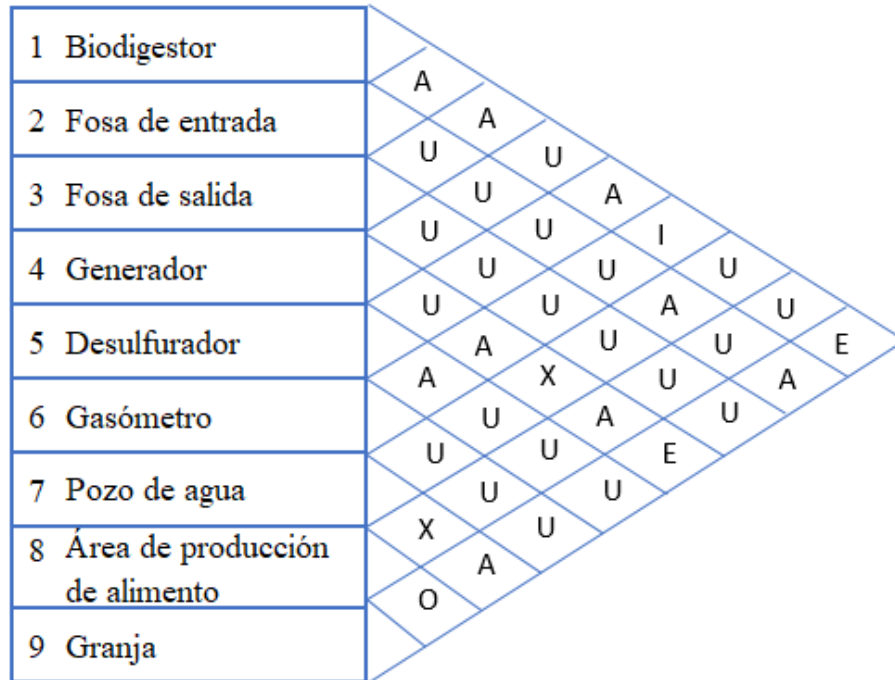 1 Biodigestor
2 Fosa de entrada
3 Fosa de salida
4 Generador
5 Desulfurador
6 Gasómetro
7 Pozo de agua
8 Área de producción
de alimento
9 Granja
A
A
U U
U A
U U I
U U U
U U A U
A U U E
A X U A
U A U
U U E
U U
X U
A
O